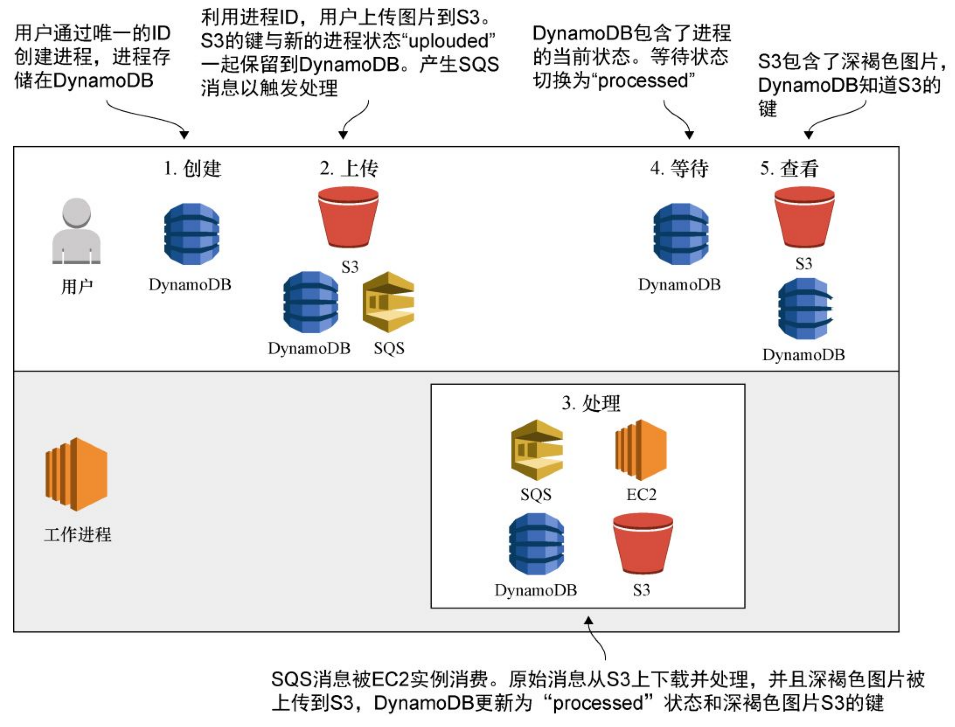 用户通过唯一的ID
创建进程，进程存
储在DynamoDB
利用进程ID，用户上传图片到S3。
S3的键与新的进程状态“uplouded”
一起保留到DynamoDB。产生SQS
消息以触发处理
DynamoDB包含了进程
的当前状态。等待状态
切换为“processed”
S3包含了深褐色图片，
DynamoDB知道S3的
键
1. 创建
2. 上传
4. 等待
5. 查看
用户
DynamoDB
S3
DynamoDB
SQS
DynamoDB
S3
DynamoDB
3. 处理
工作进程
SQS
EC2
DynamoDB
S3
SQS消息被EC2实例消费。原始消息从S3上下载并处理，并且深褐色图片被
上传到S3，DynamoDB更新为“processed”状态和深褐色图片S3的键